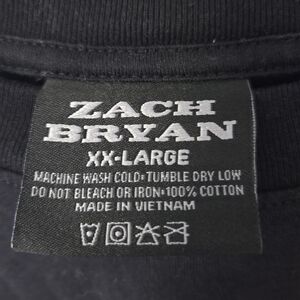 ZACH
BRYAN
XX-LARGE
MACHINE WASH COLD•TUMBLE DRY LOW
DO NOT BLEACH OR IRON•100% COTTON
MADE IN VIETNAM